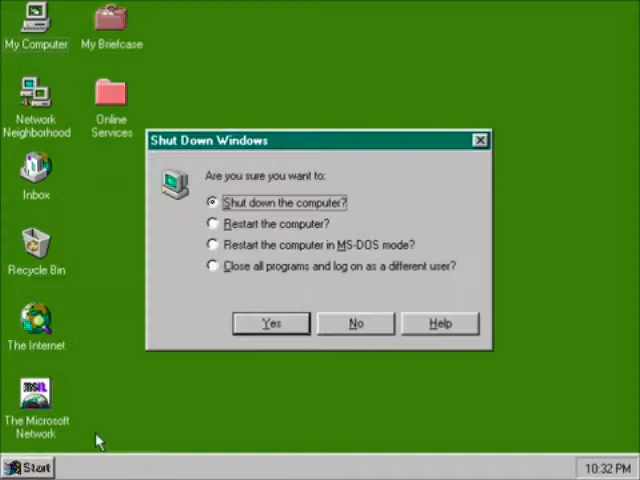 My Computer
My Briefcase
Network
Neighborhood
Online
Services
Inbox
Recycle Bin
The Internet
msn
The Microsoft
Network
Shut Down Windows
Are you sure you want to:
Shut down the computer?
Restart the computer?
Restart the computer in MS-DOS mode?
Close all programs and log on as a different user?
Yes
No
Help
Start
10:32 PM